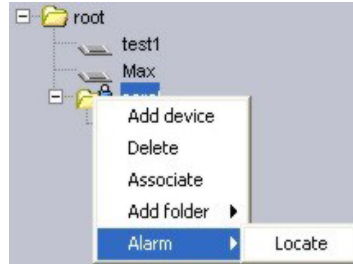 root
test1
Max
Add device
Delete
Associate
Add folder
Alarm
Locate